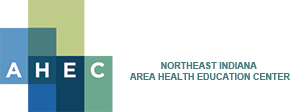 AHEC
NORTHEAST INDIANA
AREA HEALTH EDUCATION CENTER